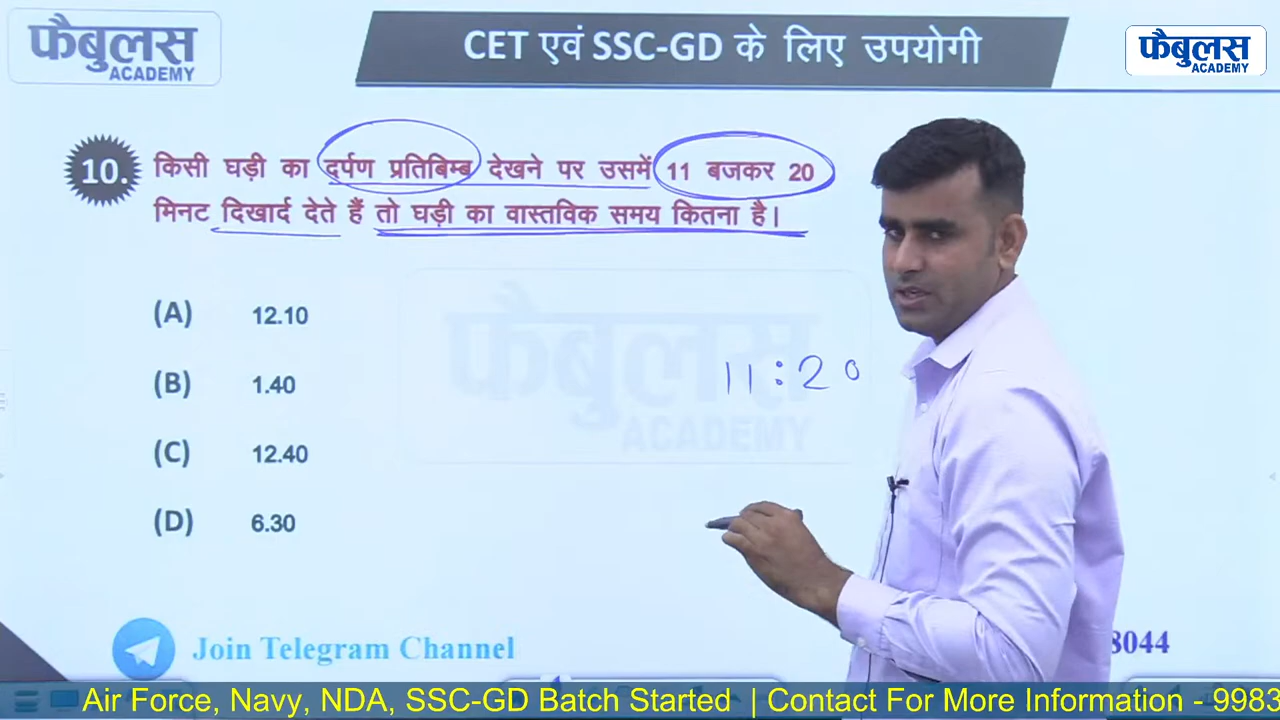 फैबुलस
ACADEMY
CET एवं SSC-GD के लिए उपयोगी
फैबुलस
ACADEMY
10. किसी घड़ी का दर्पण प्रतिबिम्ब देखने पर उसमें 11 बजकर 20
मिनट दिखार्द देते हैं तो घड़ी का वास्तविक समय कितना है।
(A) 12.10
(B) 1.40
(C) 12.40
(D) 6.30
फैबुलस
ACADEMY
11:20
Join Telegram Channel
8044
Air Force, Navy, NDA, SSC-GD Batch Started | Contact For More Information - 9983